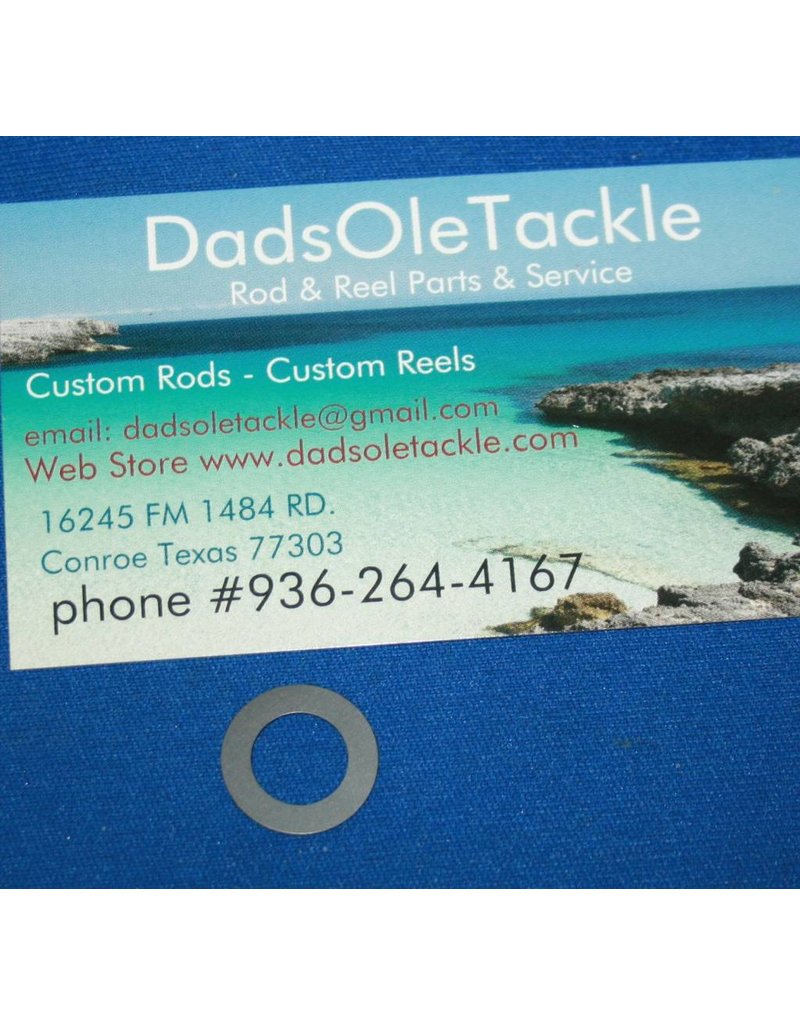 DadsOleTackle
Rod & Reel Parts & Service
Custom Rods - Custom Reels
email: dadsoletackle@gmail.com
Web Store www.dadsoletackle.com
16245 FM 1484 RD.
Conroe Texas 77303
phone #936-264-4167